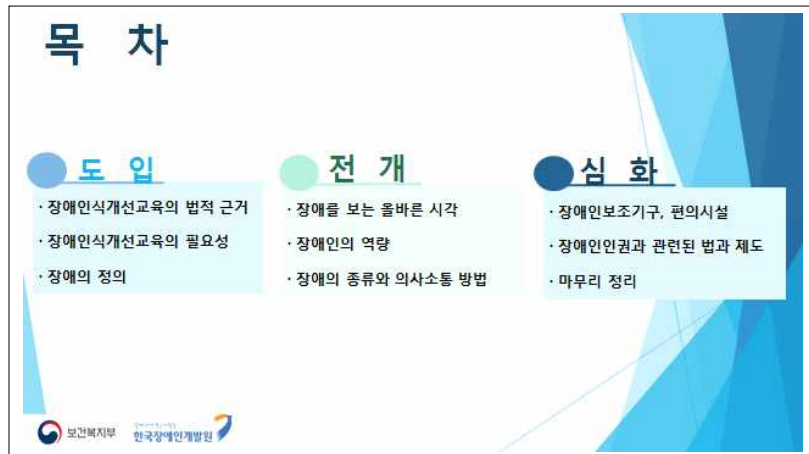 목 차
도 입
· 장애인식개선교육의 법적 근거
· 장애인식개선교육의 필요성
· 장애의 정의
전 개
· 장애를 보는 올바른 시각
· 장애인의 역량
· 장애의 종류와 의사소통 방법
심 화
· 장애인보조기구, 편의시설
· 장애인인권과 관련된 법과 제도
· 마무리 정리
보건복지부
한국장애인개발원